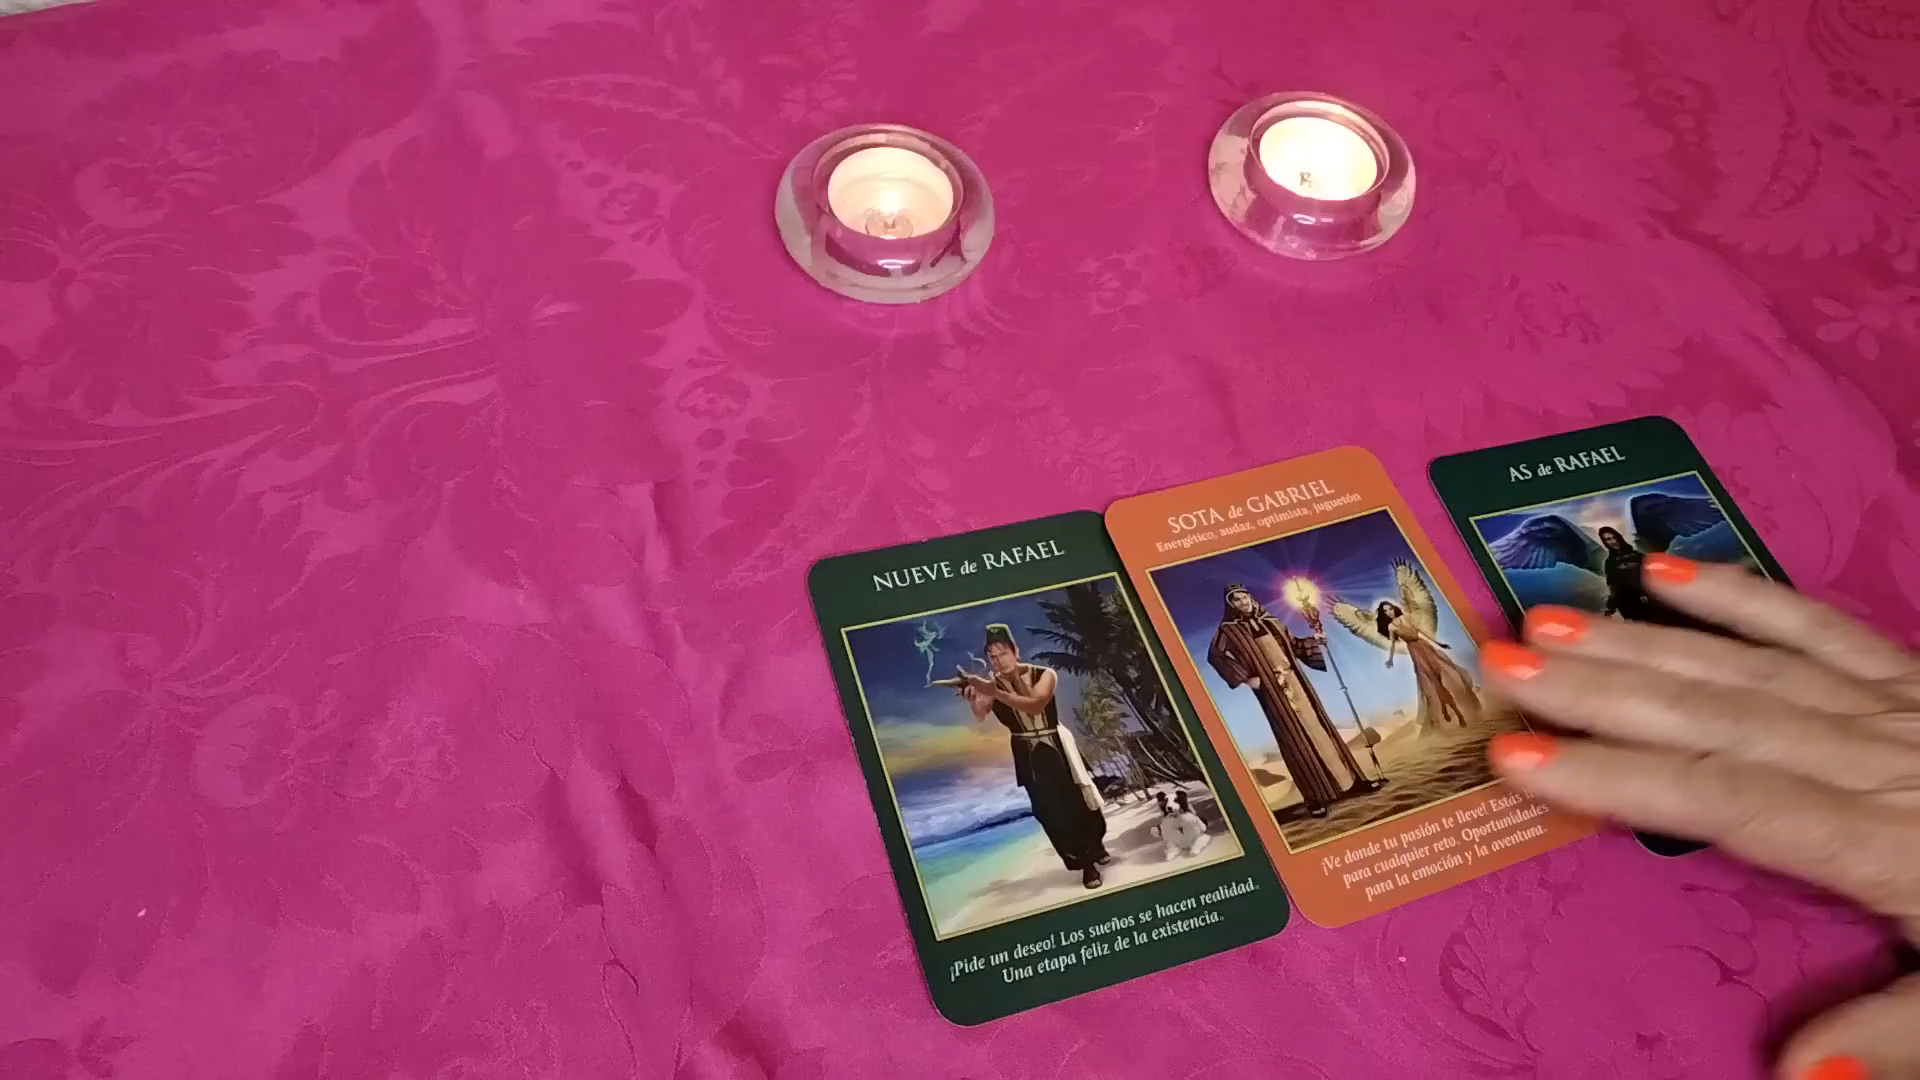 NUEVE de RAFAEL
¡Pide un deseo! Los sueños se hacen realidad.
Una etapa feliz de la existencia.
SOTA de GABRIEL
Energético, audaz, optimista, juguetón
¡Ve donde tu pasión te lleve! Estás
para cualquier reto. Oportunidades
para la emoción y la aventura.
AS de RAFAEL